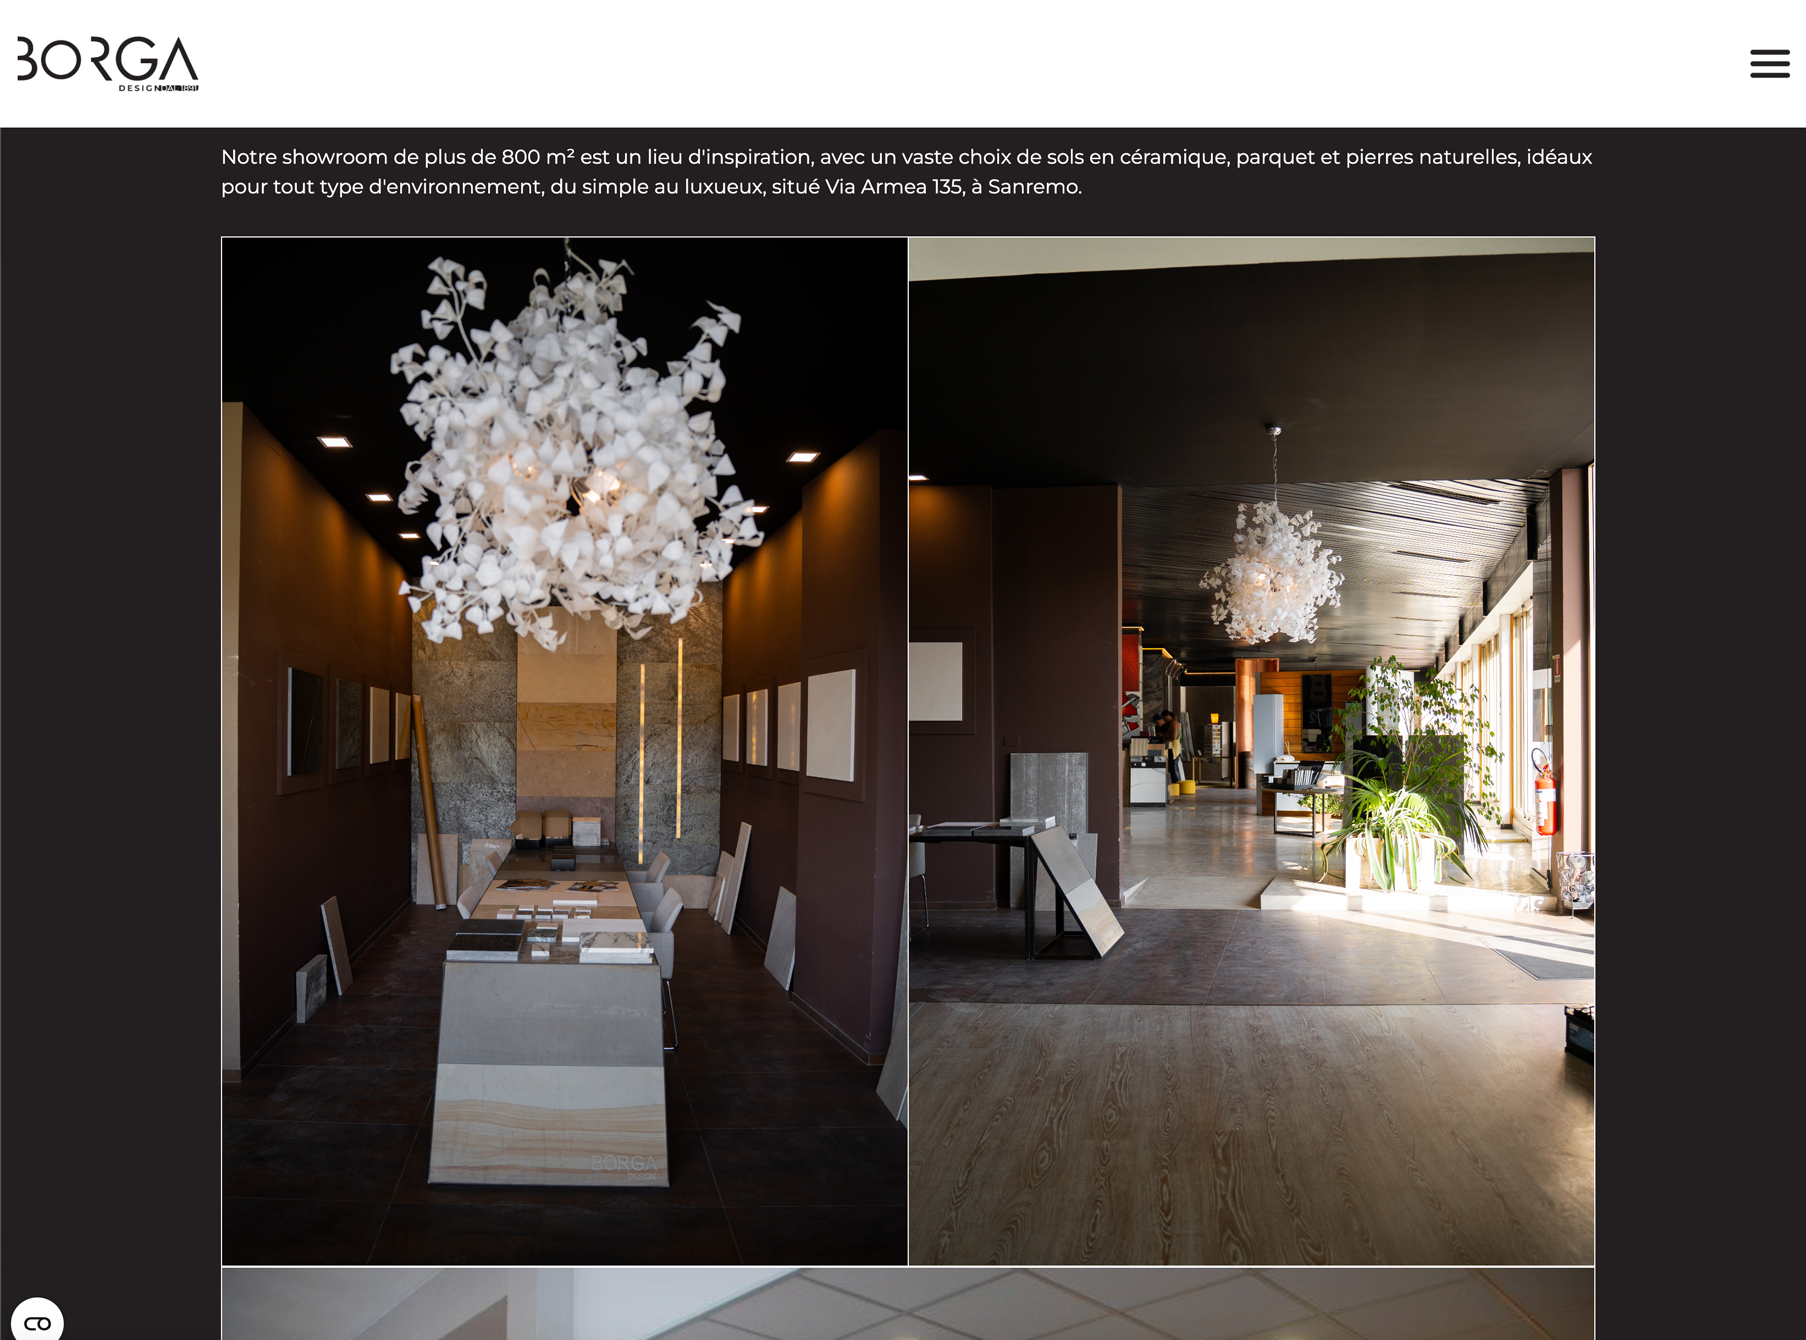 BORGA
DESIGN
Notre showroom de plus de 800 m² est un lieu d'inspiration, avec un vaste choix de sols en céramique, parquet et pierres naturelles, idéaux
pour tout type d'environnement, du simple au luxueux, situé Via Armea 135, à Sanremo.
BORGA
DESIGN